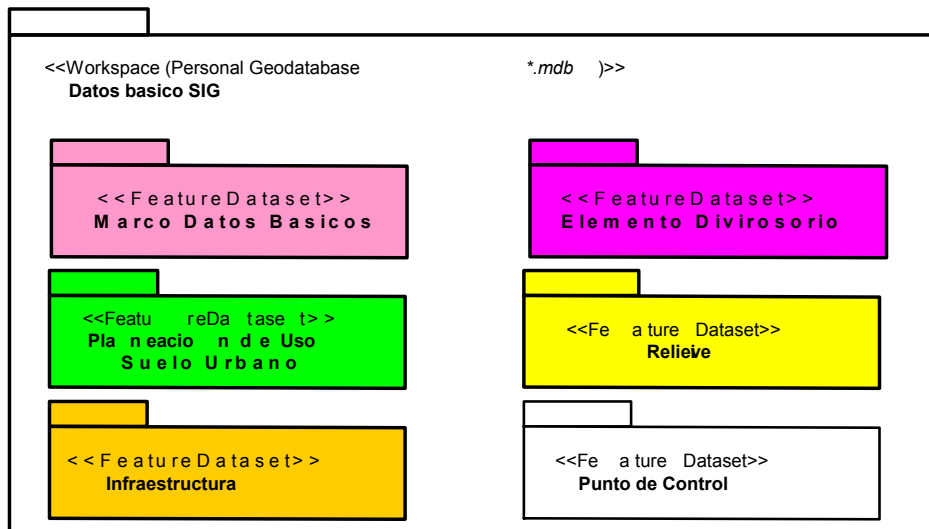 <<Workspace (Personal Geodatabase *.mdb )>>
Datos basico SIG
<<FeatureDataset>>
Marco Datos Basicos
<<FeatureDataset>>
Elemento Divirosorio
<<FeatureDataset>>
Planeacion de Uso
Suelo Urbano
<<Feature Dataset>>
Relieive
<<FeatureDataset>>
Infraestructura
<<Feature Dataset>>
Punto de Control